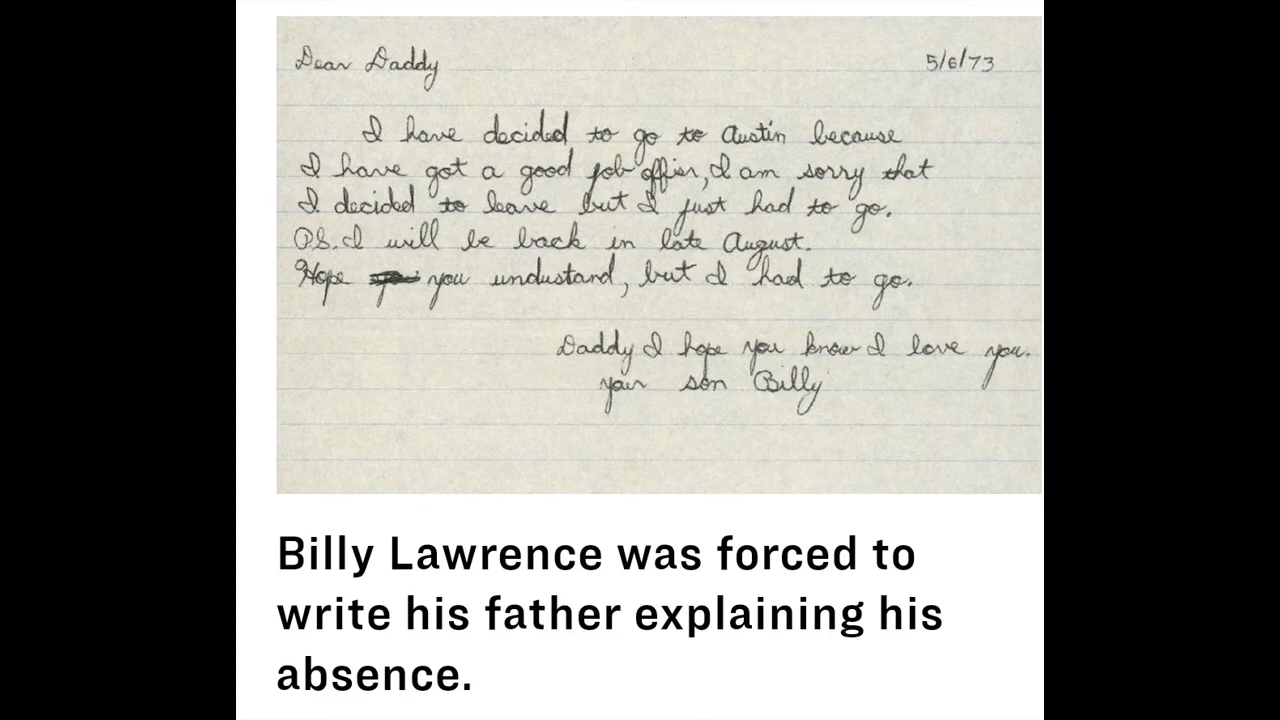 Dear Daddy 5/6/73
I have decided to go to Austin because
I have got a good job offier, I am sorry that
I decided to leave but I just had to go.
P.S. I will be back in late August.
Hope you undustand, but I had to go.
Daddy I hope you know I love you.
your son Billy
Billy Lawrence was forced to
write his father explaining his
absence.